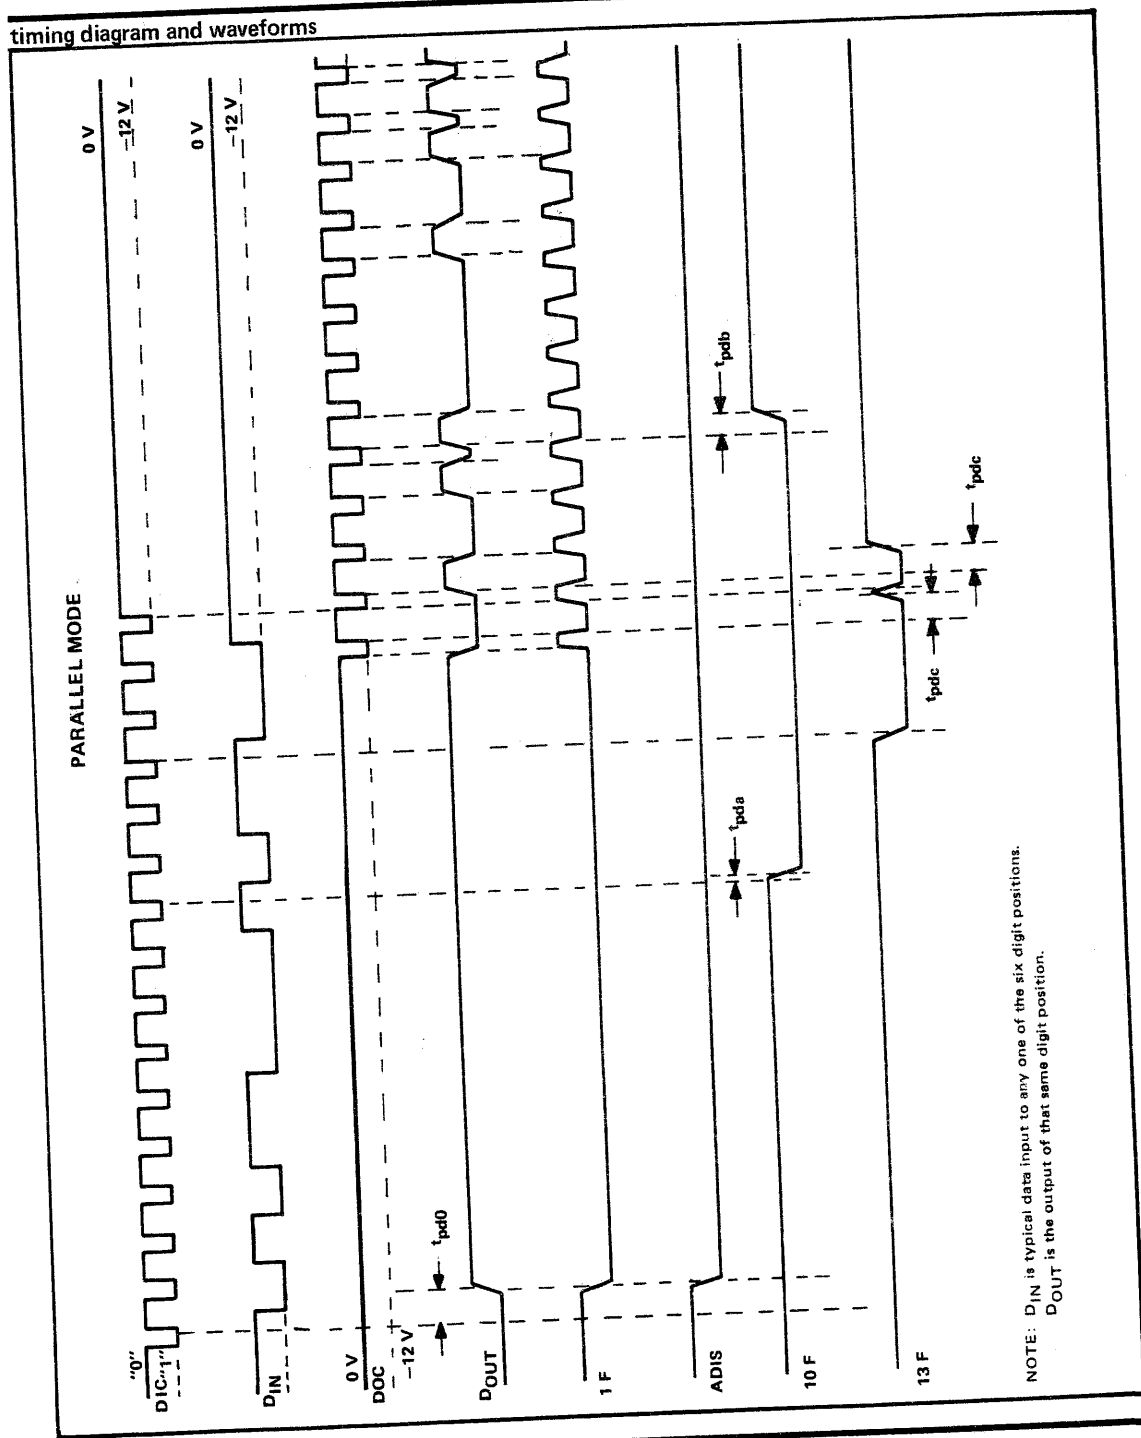 timing diagram and waveforms
PARALLEL MODE
"0"
DIC "1"
0 V
-12 V
DIN
0 V
-12 V
0 V
DOC
-12 V
DOUT
tpd0
1 F
ADIS
tpdb
10 F
tpda
13 F
tpdc
tpdc
NOTE: DIN is typical data input to any one of the six digit positions.
DOUT is the output of that same digit position.